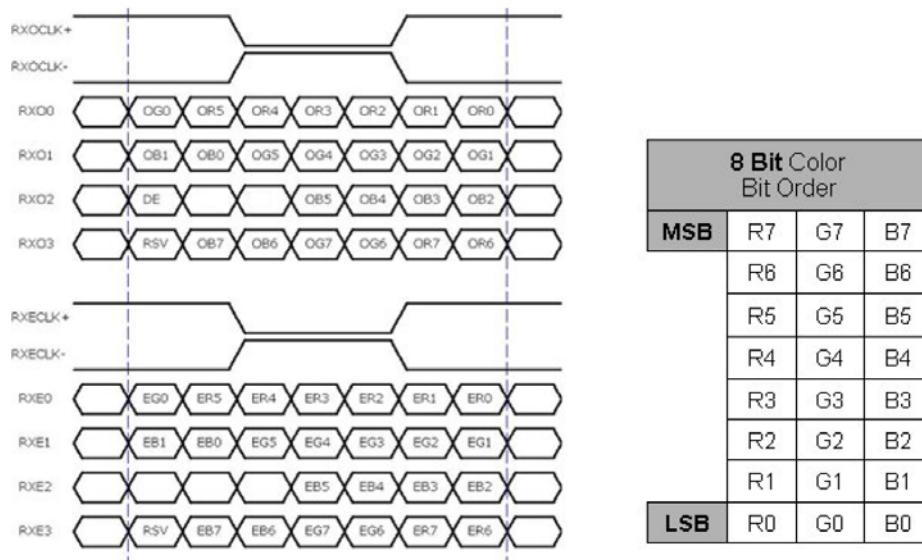 RXOCLK+
RXOCLK-
RXO0 OG0 OR5 OR4 OR3 OR2 OR1 OR0
RXO1 OB1 OB0 OG5 OG4 OG3 OG2 OG1
RXO2 DE OB5 OB4 OB3 OB2
RXO3 RSV OB7 OB6 OG7 OG6 OR7 OR6
RXECLK+
RXECLK-
RXE0 EG0 ER5 ER4 ER3 ER2 ER1 ER0
RXE1 EB1 EB0 EG5 EG4 EG3 EG2 EG1
RXE2 EB5 EB4 EB3 EB2
RXE3 RSV EB7 EB6 EG7 EG6 ER7 ER6
8 Bit Color
Bit Order
MSB R7 G7 B7
R6 G6 B6
R5 G5 B5
R4 G4 B4
R3 G3 B3
R2 G2 B2
R1 G1 B1
LSB R0 G0 B0